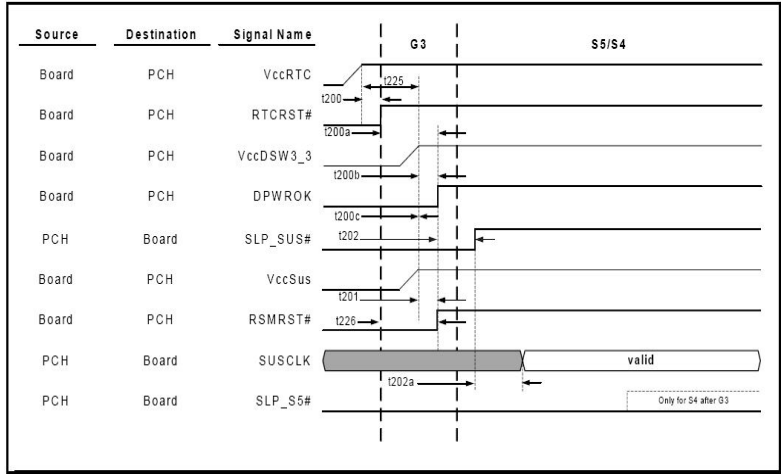 Source Destination Signal Name G3 S5/S4
Board PCH VccRTC
t225
t200
Board PCH RTCRST#
t200a
Board PCH VccDSW3_3
t200b
Board PCH DPWROK
t200c
PCH Board SLP_SUS#
t202
Board PCH VccSus
t201
Board PCH RSMRST#
t226
PCH Board SUSCLK valid
t202a
PCH Board SLP_S5# Only for S4 after G3